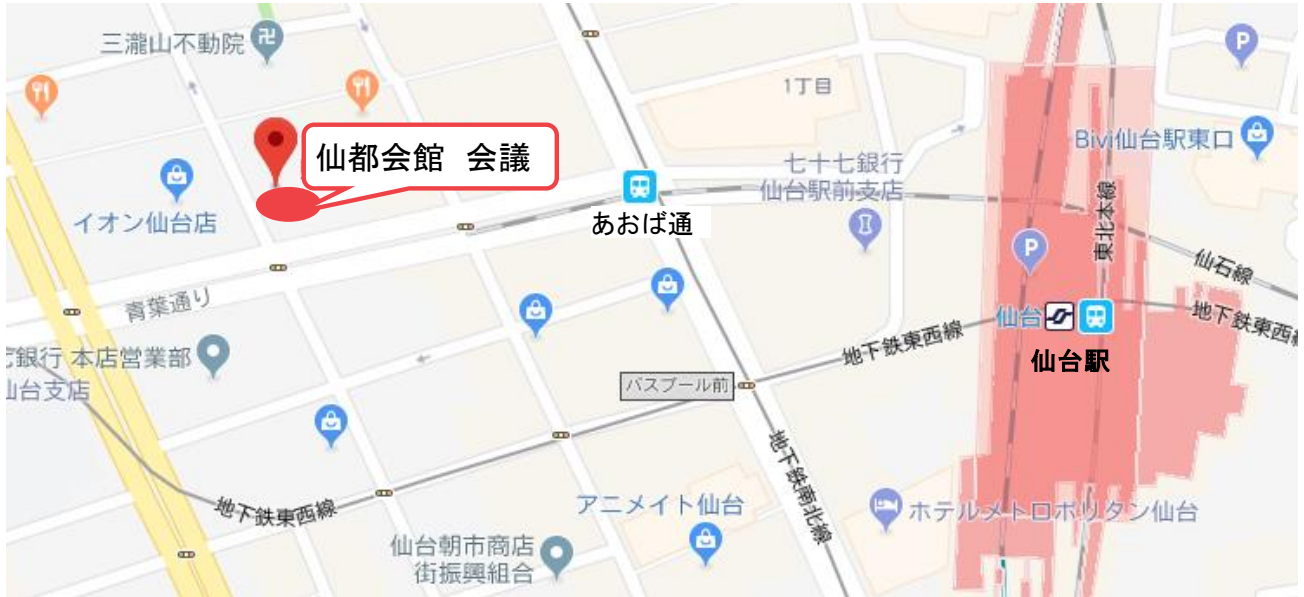 三瀧山不動院
1丁目
P
Bivi仙台駅東口
仙都会館 会議
七十七銀行
仙台駅前支店
イオン仙台店
あおば通
東北本線
P
仙石線
青葉通り
仙台
地下鉄東西線
地下鉄東西線
仙台駅
七銀行 本店営業部
仙台支店
バスプール前
地下鉄南北線
地下鉄東西線
アニメイト仙台
ホテルメトロポリタン仙台
仙台朝市商店
街振興組合